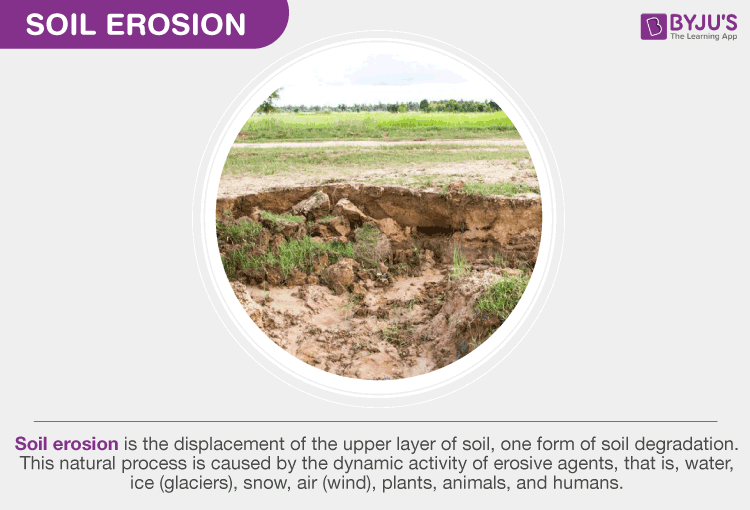 SOIL EROSION
BYJU'S
The Learning App
Soil erosion is the displacement of the upper layer of soil, one form of soil degradation.
This natural process is caused by the dynamic activity of erosive agents, that is, water,
ice (glaciers), snow, air (wind), plants, animals, and humans.